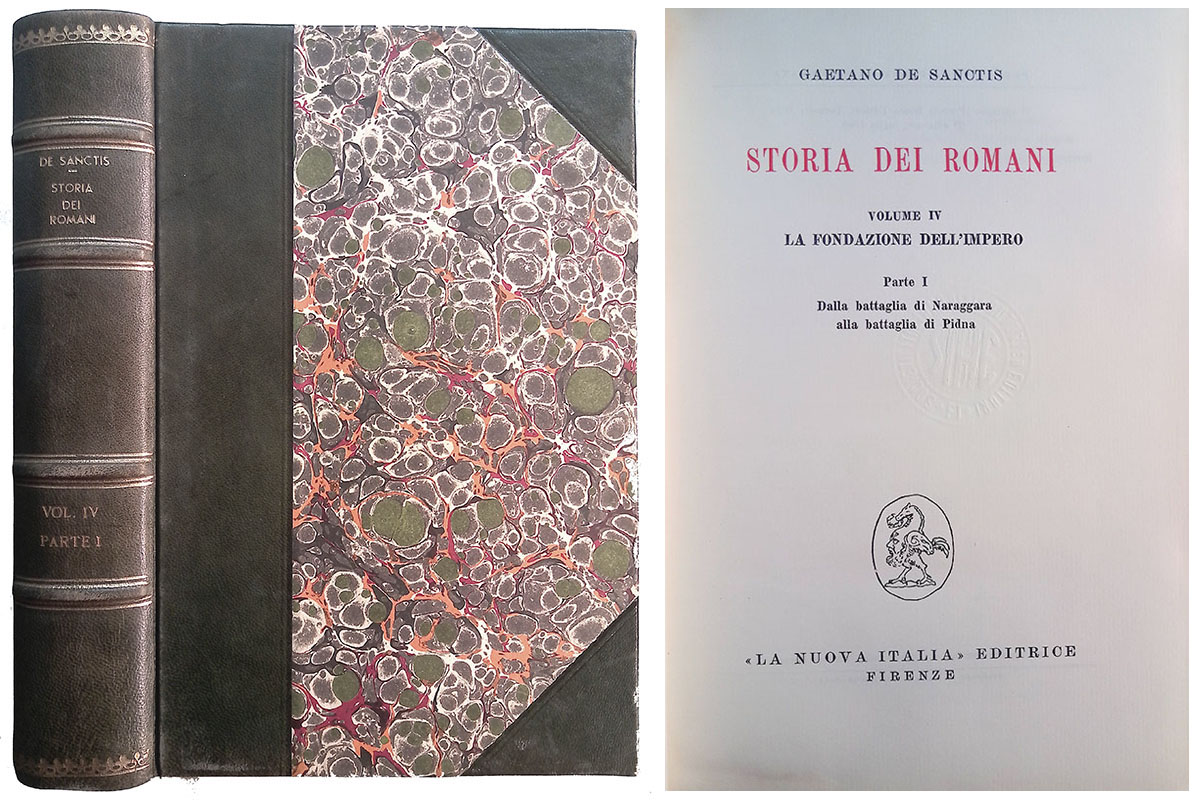 DE SANCTIS
STORIA
DEI
ROMANI
VOL. IV
PARTE I
GAETANO DE SANCTIS
STORIA DEI ROMANI
VOLUME IV
LA FONDAZIONE DELL'IMPERO
Parte I
Dalla battaglia di Naraggara
alla battaglia di Pidna
«LA NUOVA ITALIA» EDITRICE
FIRENZE